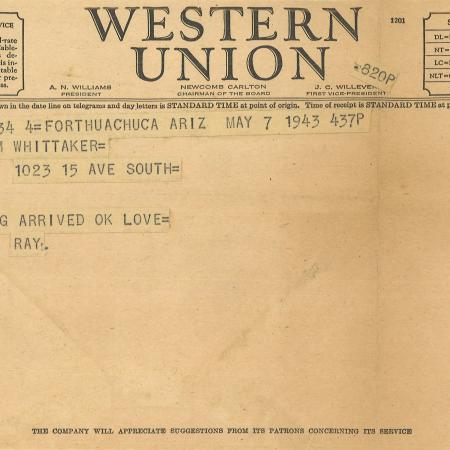 WESTERN
UNION
1201
A. N. WILLIAMS
PRESIDENT
NEWCOMB CARLTON
CHAIRMAN OF THE BOARD
J. C. WILLEVER
FIRST VICE-PRESIDENT
820P
own in the date line on telegrams and day letters is STANDARD TIME at point of origin. Time of receipt is STANDARD TIME at p
34 4=FORTHUACHUCA ARIZ MAY 7 1943 437P
M WHITTAKER=
1023 15 AVE SOUTH=
G ARRIVED OK LOVE=
RAY.
THE COMPANY WILL APPRECIATE SUGGESTIONS FROM ITS PATRONS CONCERNING ITS SERVICE